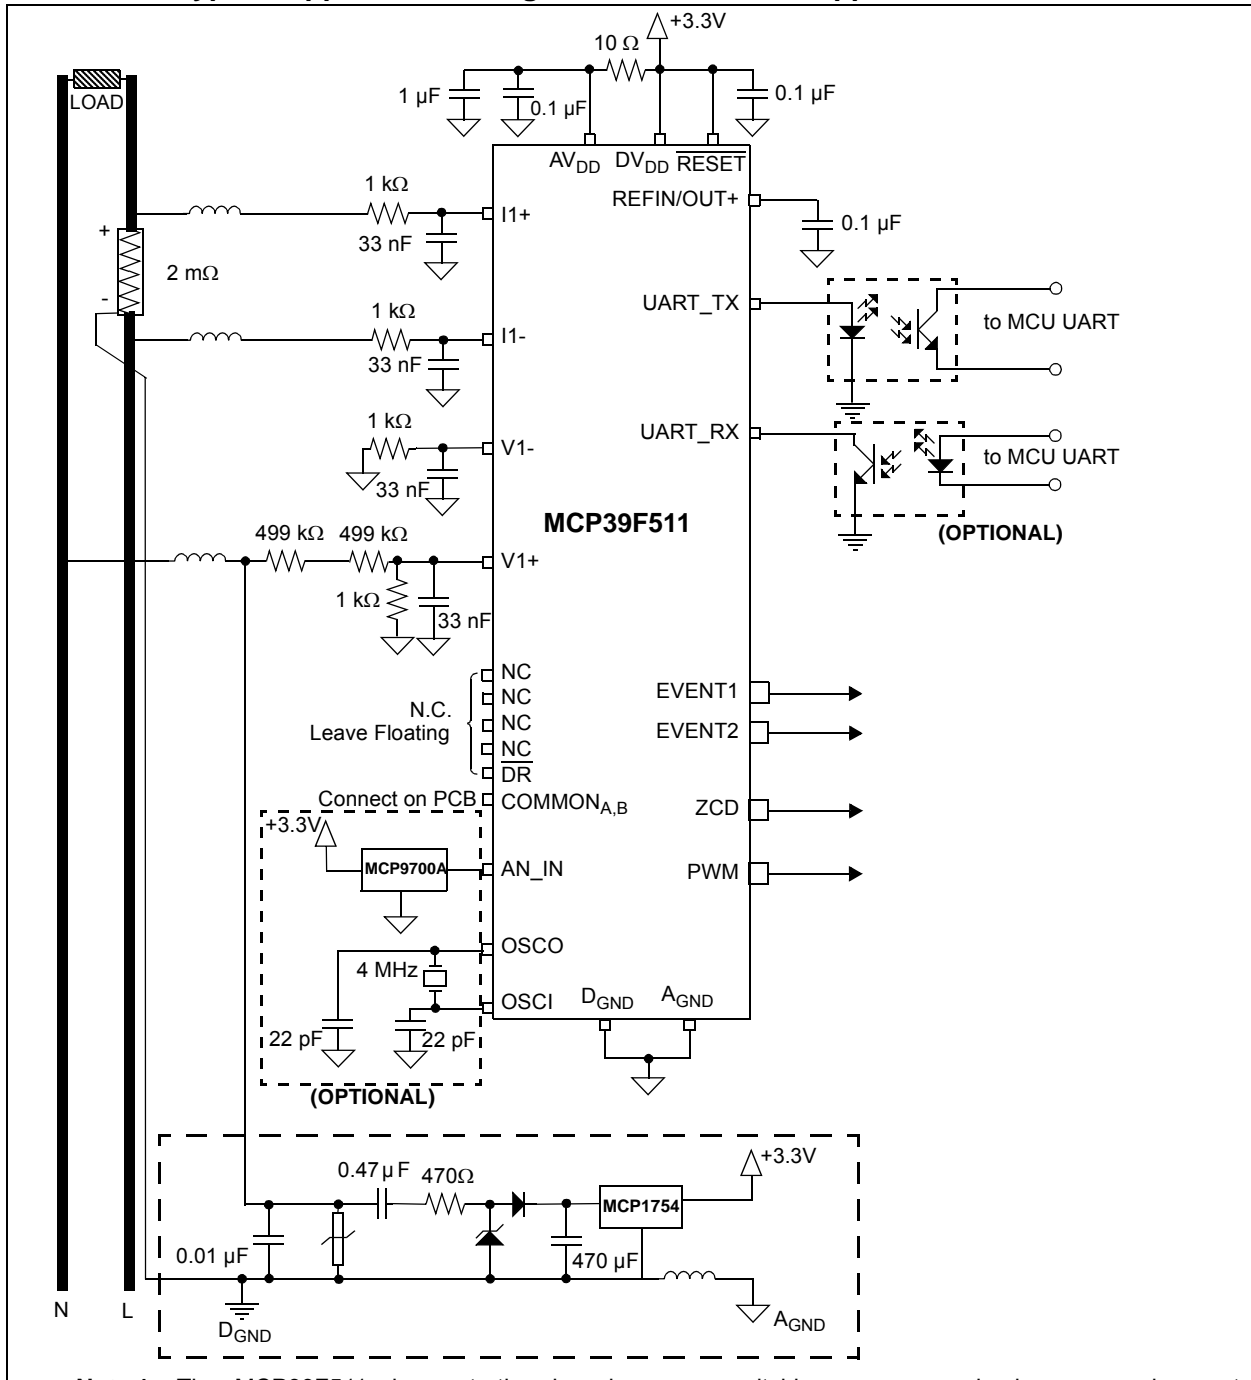 +3.3V
10 Ω
LOAD
1 µF
0.1 µF
0.1 µF
AVDD
DVDD
RESET
REFIN/OUT+
0.1 µF
1 kΩ
I1+
33 nF
+
-
2 mΩ
1 kΩ
I1-
33 nF
UART_TX
to MCU UART
1 kΩ
V1-
33 nF
UART_RX
to MCU UART
(OPTIONAL)
MCP39F511
499 kΩ
499 kΩ
V1+
1 kΩ
33 nF
NC
NC
NC
NC
DR
N.C.
Leave Floating
EVENT1
EVENT2
Connect on PCB
COMMONA,B
ZCD
+3.3V
MCP9700A
AN_IN
PWM
OSCO
4 MHz
OSCI
22 pF
22 pF
DGND
AGND
(OPTIONAL)
0.47µ F
470Ω
+3.3V
MCP1754
0.01 µF
470 µF
N
L
DGND
AGND